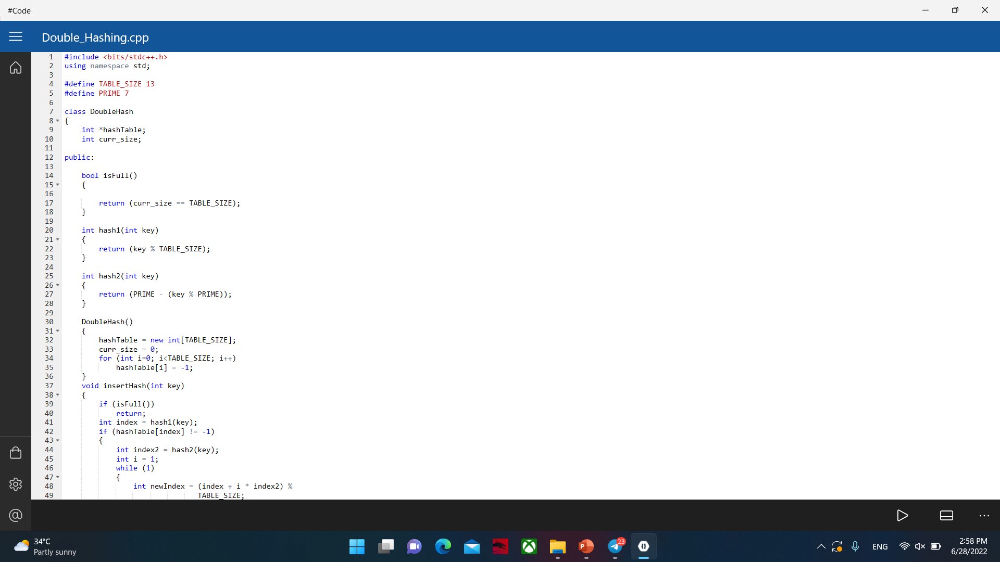 #Code
Double_Hashing.cpp
1 #include <bits/stdc++.h>
2 using namespace std;
3
4 #define TABLE_SIZE 13
5 #define PRIME 7
6
7 class DoubleHash
8 {
9     int *hashTable;
10     int curr_size;
11
12 public:
13
14     bool isFull()
15     {
16
17         return (curr_size == TABLE_SIZE);
18     }
19
20     int hash1(int key)
21     {
22         return (key % TABLE_SIZE);
23     }
24
25     int hash2(int key)
26     {
27         return (PRIME - (key % PRIME));
28     }
29
30     DoubleHash()
31     {
32         hashTable = new int[TABLE_SIZE];
33         curr_size = 0;
34         for (int i=0; i<TABLE_SIZE; i++)
35             hashTable[i] = -1;
36     }
37     void insertHash(int key)
38     {
39         if (isFull())
40             return;
41         int index = hash1(key);
42         if (hashTable[index] != -1)
43         {
44             int index2 = hash2(key);
45             int i = 1;
46             while (1)
47             {
48                 int newIndex = (index + i * index2) %
49                                TABLE_SIZE;
34°C
Partly sunny
P
23
ENG
2:58 PM
6/28/2022